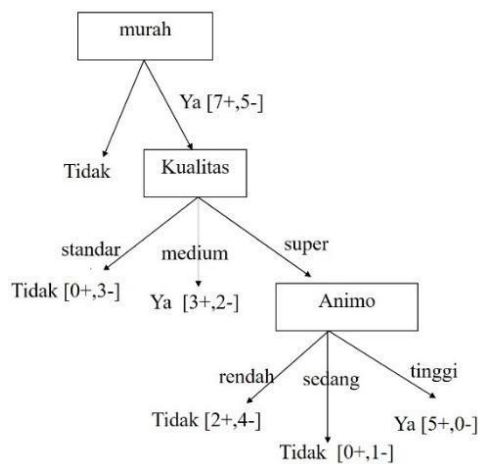 murah
Ya [7+,5-]
Tidak
Kualitas
standar
medium
super
Tidak [0+,3-]
Ya [3+,2-]
Animo
rendah
sedang
tinggi
Tidak [2+,4-]
Ya [5+,0-]
Tidak [0+,1-]